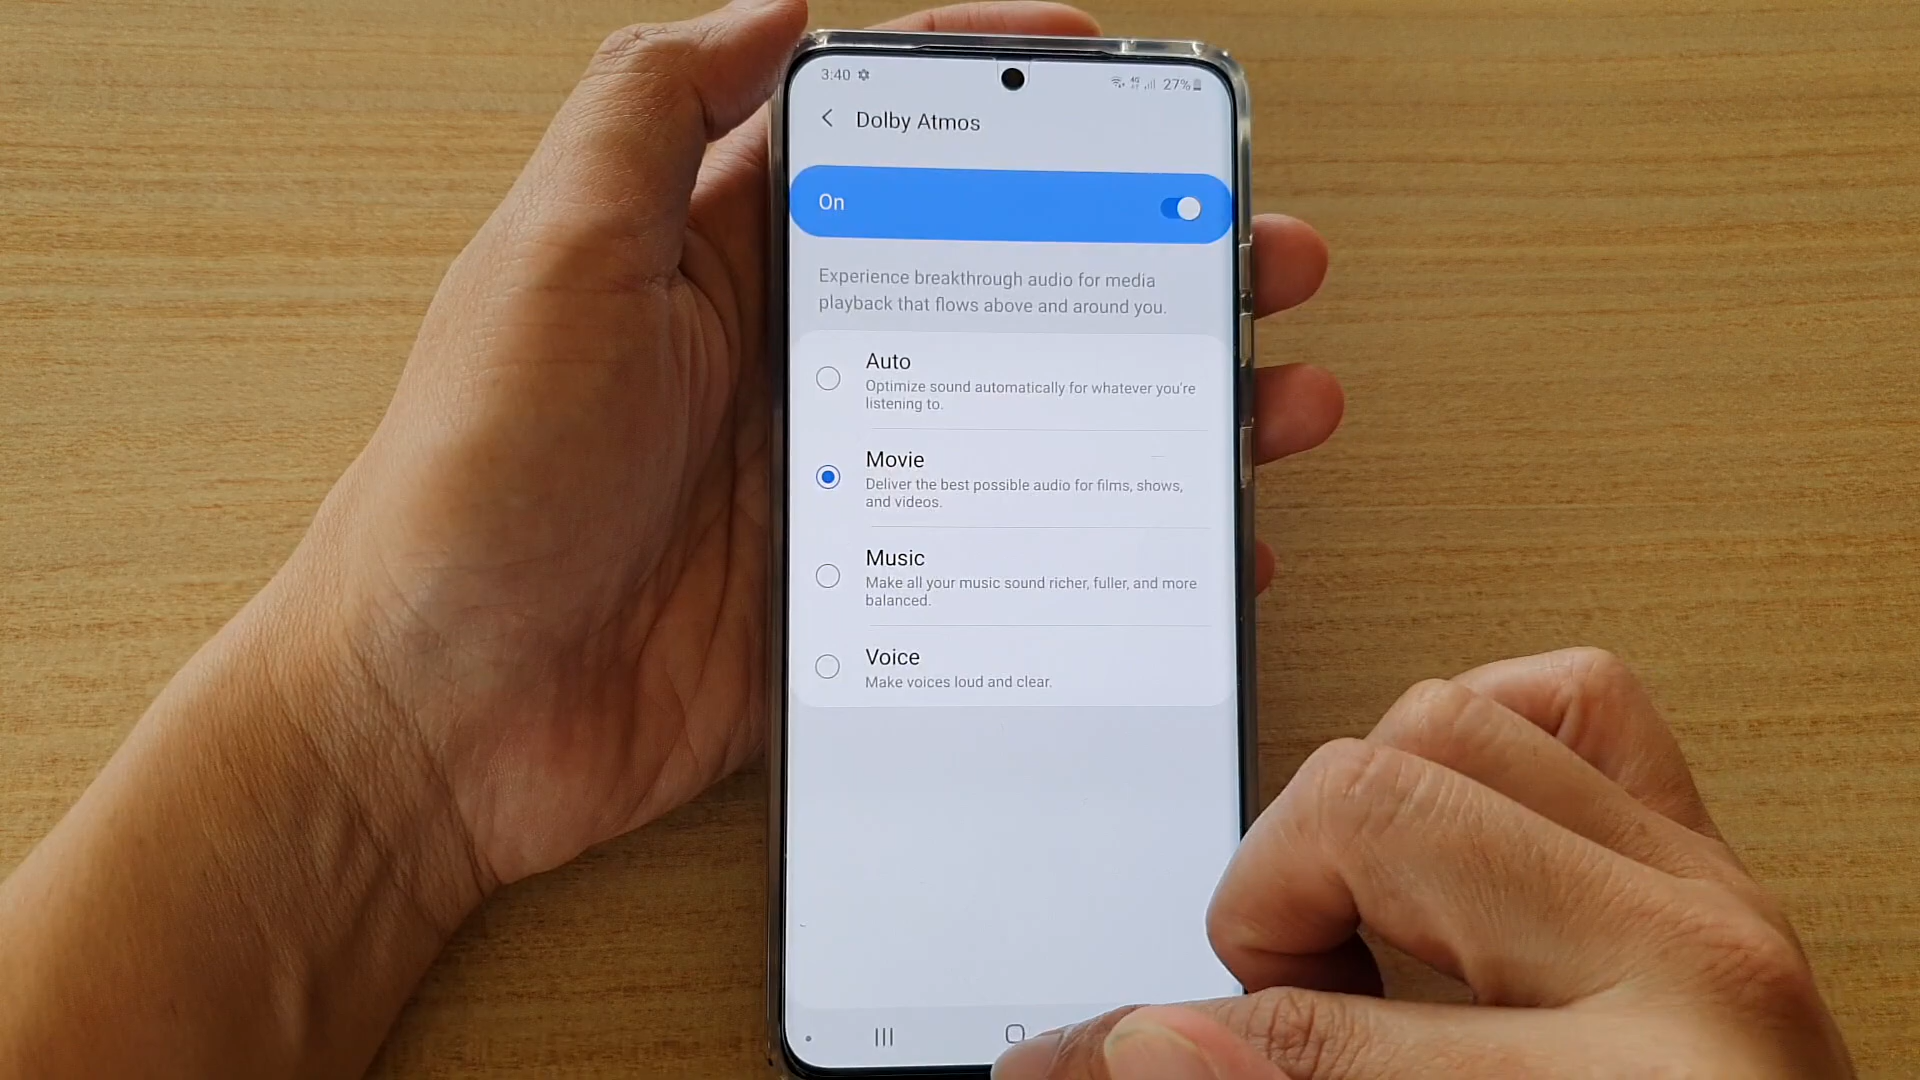 3:40
4G
27%
Dolby Atmos
On
Experience breakthrough audio for media
playback that flows above and around you.
Auto
Optimize sound automatically for whatever you're
listening to.
Movie
Deliver the best possible audio for films, shows,
and videos.
Music
Make all your music sound richer, fuller, and more
balanced.
Voice
Make voices loud and clear.